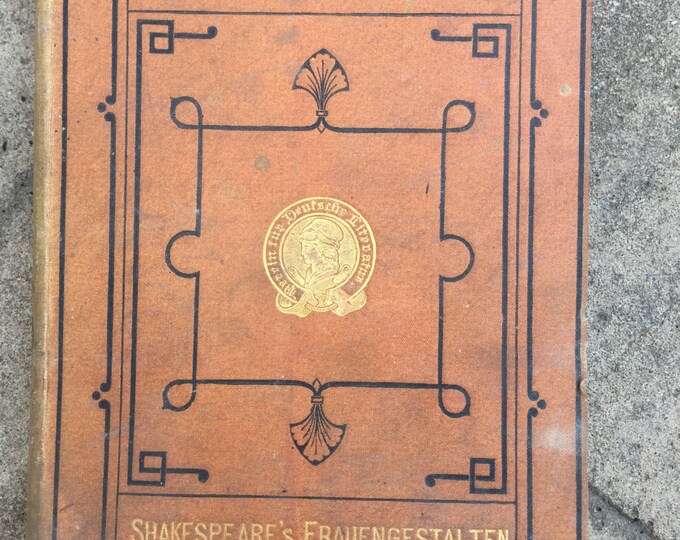 Verein für Deutsche Literatur.
SHAKESPEARE'S FRAUENGESTALTEN